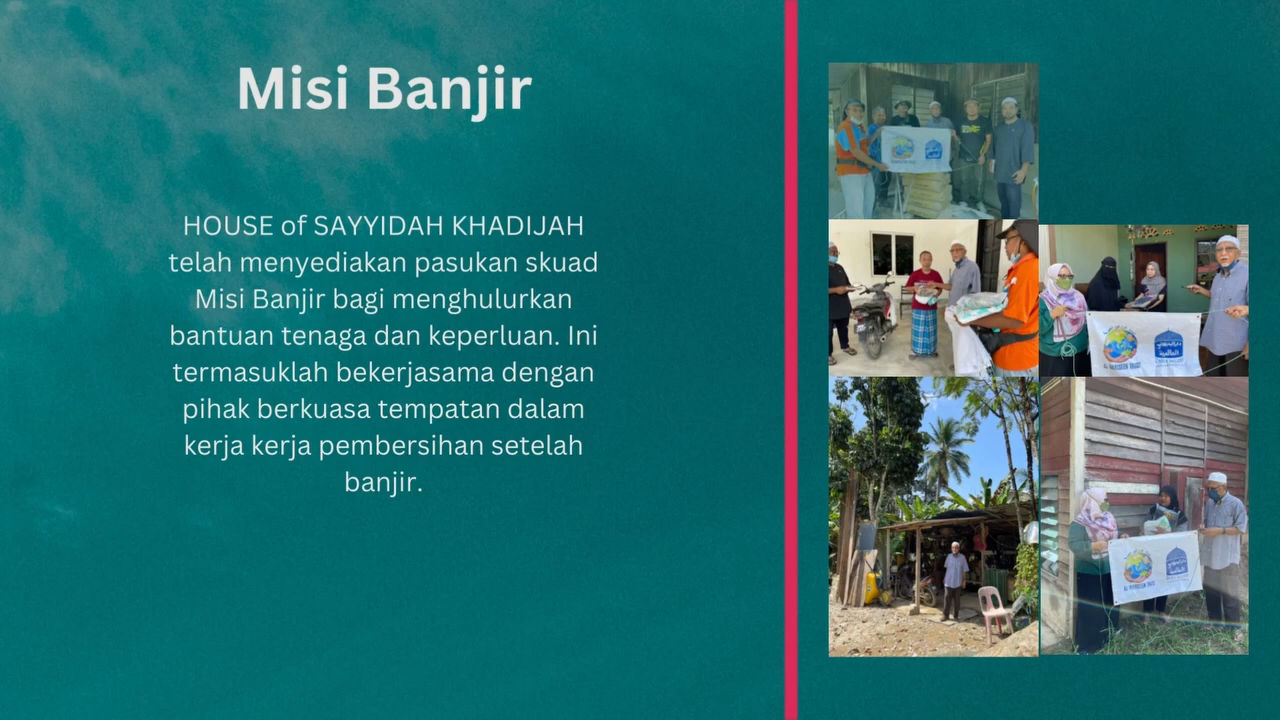 Misi Banjir
HOUSE of SAYYIDAH KHADIJAH
telah menyediakan pasukan skuad
Misi Banjir bagi menghulurkan
bantuan tenaga dan keperluan. Ini
termasuklah bekerjasama dengan
pihak berkuasa tempatan dalam
kerja kerja pembersihan setelah
banjir.